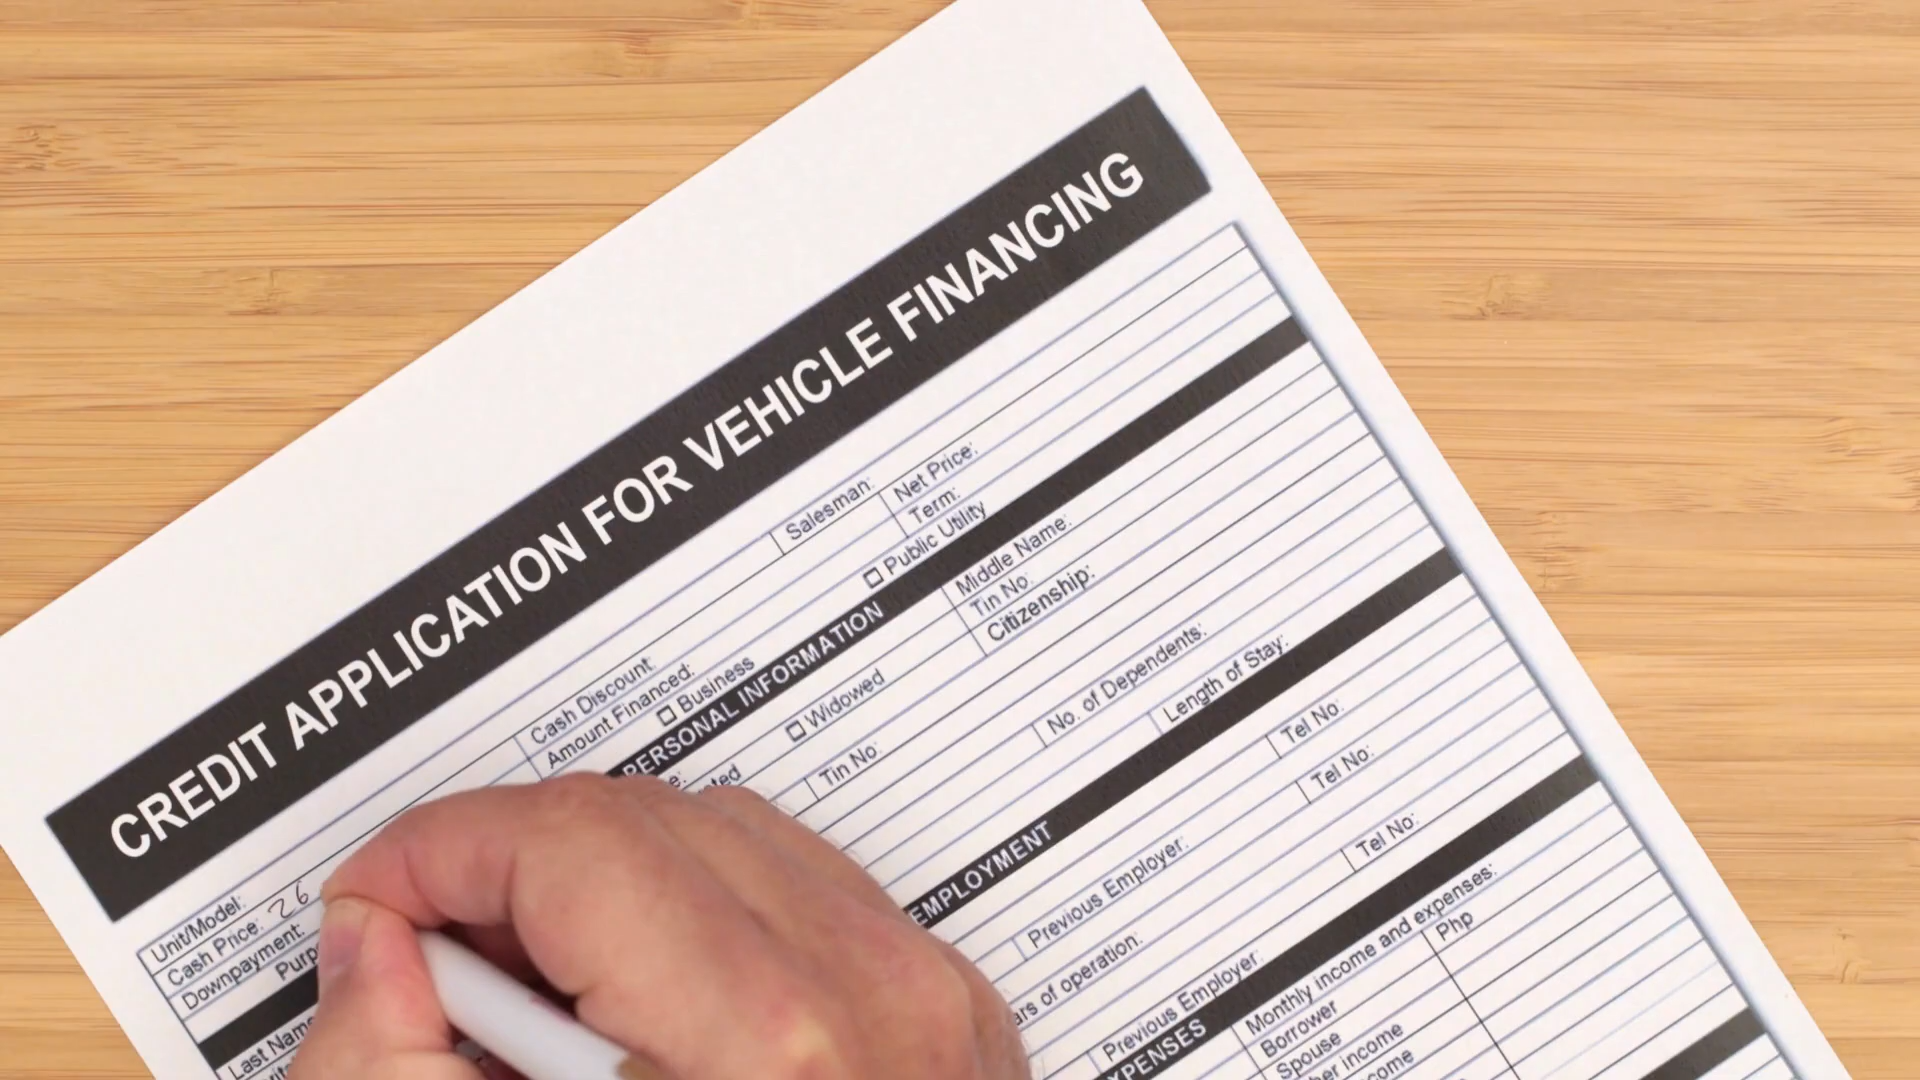 CREDIT APPLICATION FOR VEHICLE FINANCING
Unit/Model: Salesman:
Cash Price: 26 Cash Discount: Net Price:
Downpayment: Amount Financed: Term:
☐ Business ☐ Public Utility
PERSONAL INFORMATION
Last Name Middle Name:
☐ Widowed Tin No:
Citizenship:
Tin No:
No. of Dependents:
Length of Stay:
EMPLOYMENT
Tel No:
Previous Employer: Tel No:
of operation:
Previous Employer: Tel No:
Monthly income and expenses:
Borrower Php
Spouse
income